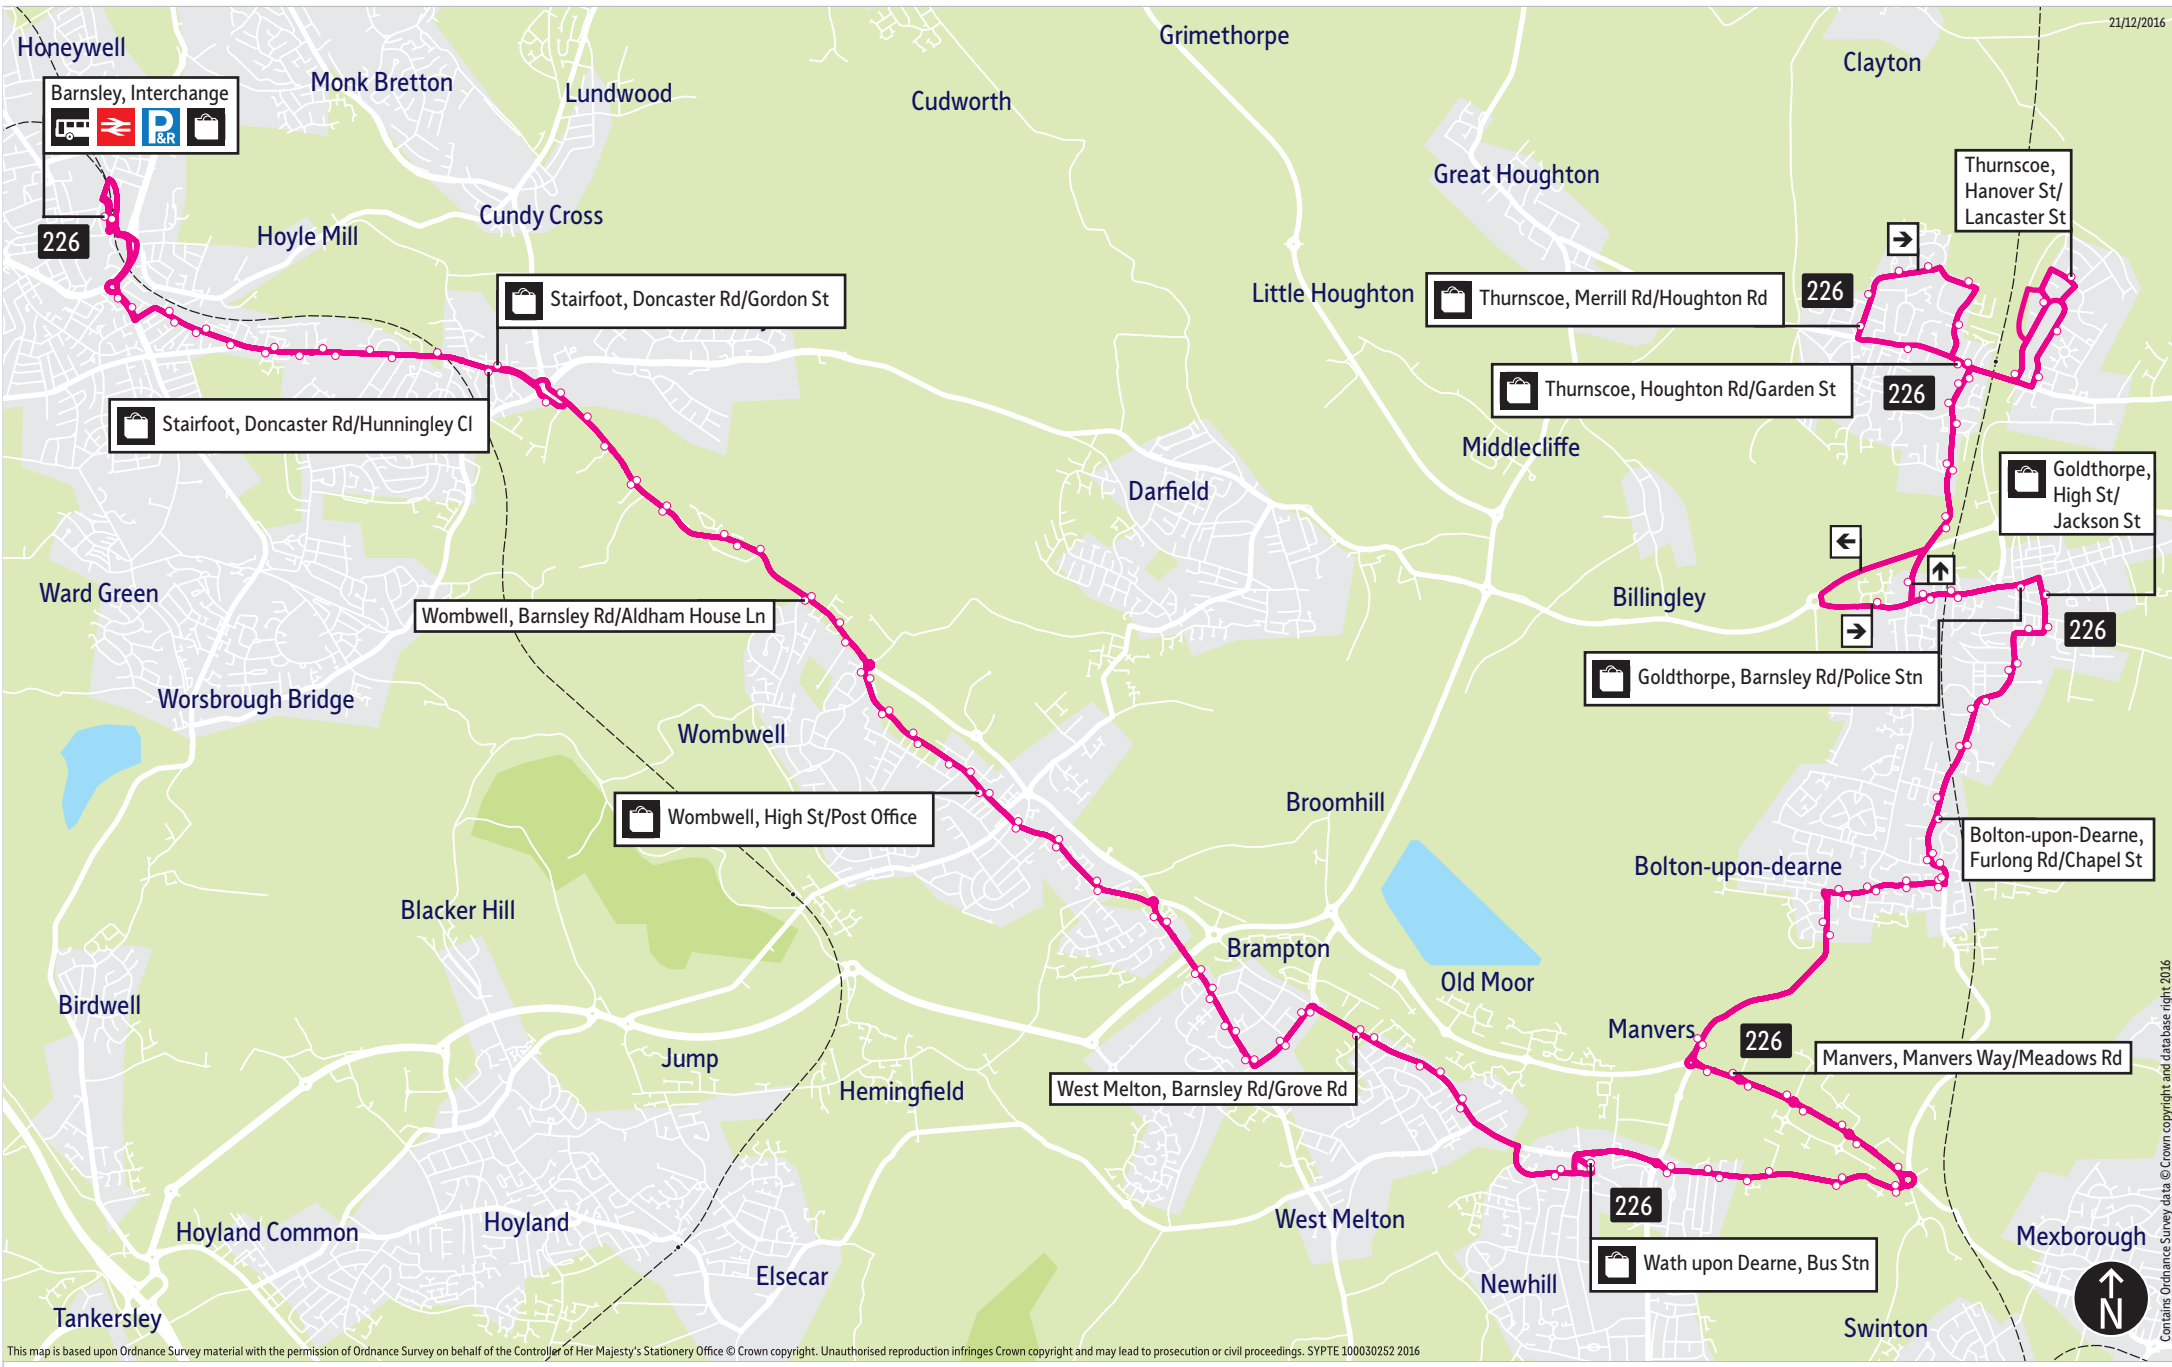 21/12/2016
Honeywell
Grimethorpe
Clayton
Monk Bretton
Lundwood
Cudworth
Barnsley, Interchange
P
&R
Great Houghton
Thurnscoe,
Hanover St/
Lancaster St
Cundy Cross
Hoyle Mill
226
Little Houghton
Stairfoot, Doncaster Rd/Gordon St
Thurnscoe, Merrill Rd/Houghton Rd
226
Thurnscoe, Houghton Rd/Garden St
226
Stairfoot, Doncaster Rd/Hunningley Cl
Middlecliffe
Darfield
Goldthorpe,
High St/
Jackson St
Ward Green
Billingley
Wombwell, Barnsley Rd/Aldham House Ln
226
Goldthorpe, Barnsley Rd/Police Stn
Worsbrough Bridge
Wombwell
Broomhill
Wombwell, High St/Post Office
Bolton-upon-Dearne,
Furlong Rd/Chapel St
Bolton-upon-dearne
Blacker Hill
Brampton
Old Moor
Birdwell
Manvers
226
Jump
Manvers, Manvers Way/Meadows Rd
Hemingfield
West Melton, Barnsley Rd/Grove Rd
226
Hoyland Common
Hoyland
West Melton
Mexborough
Wath upon Dearne, Bus Stn
Elsecar
Newhill
N
Tankersley
Swinton
This map is based upon Ordnance Survey material with the permission of Ordnance Survey on behalf of the Controller of Her Majesty's Stationery Office © Crown copyright. Unauthorised reproduction infringes Crown copyright and may lead to prosecution or civil proceedings. SYPTE 100030252 2016
Contains Ordnance Survey data © Crown copyright and database right 2016